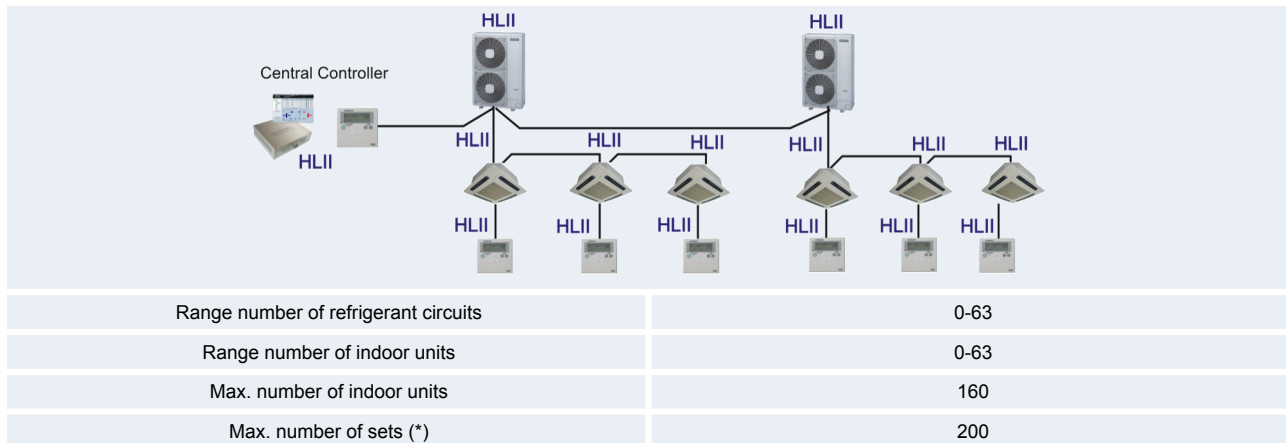 HLII HLII
Central Controller
HLII
HLII HLII HLII HLII HLII HLII
HLII HLII HLII HLII HLII HLII
Range number of refrigerant circuits 0-63
Range number of indoor units 0-63
Max. number of indoor units 160
Max. number of sets (*) 200